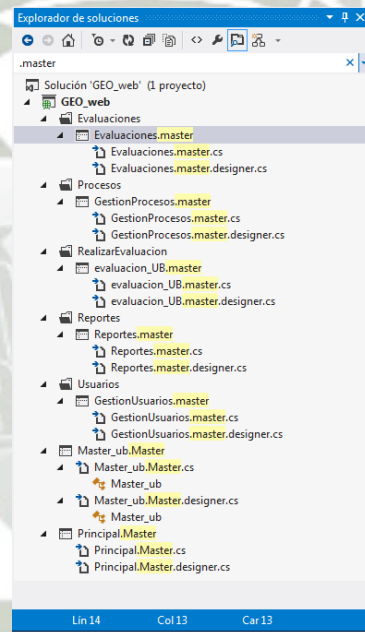 Explorador de soluciones
.master
Solución 'GEO_web' (1 proyecto)
GEO_web
Evaluaciones
Evaluaciones.master
Evaluaciones.master.cs
Evaluaciones.master.designer.cs
Procesos
GestionProcesos.master
GestionProcesos.master.cs
GestionProcesos.master.designer.cs
RealizarEvaluacion
evaluacion_UB.master
evaluacion_UB.master.cs
evaluacion_UB.master.designer.cs
Reportes
Reportes.master
Reportes.master.cs
Reportes.master.designer.cs
Usuarios
GestionUsuarios.master
GestionUsuarios.master.cs
GestionUsuarios.master.designer.cs
Master_ub.Master
Master_ub.Master.cs
Master_ub
Master_ub.Master.designer.cs
Master_ub
Principal.Master
Principal.Master.cs
Principal.Master.designer.cs
Lín 14 Col 13 Car 13